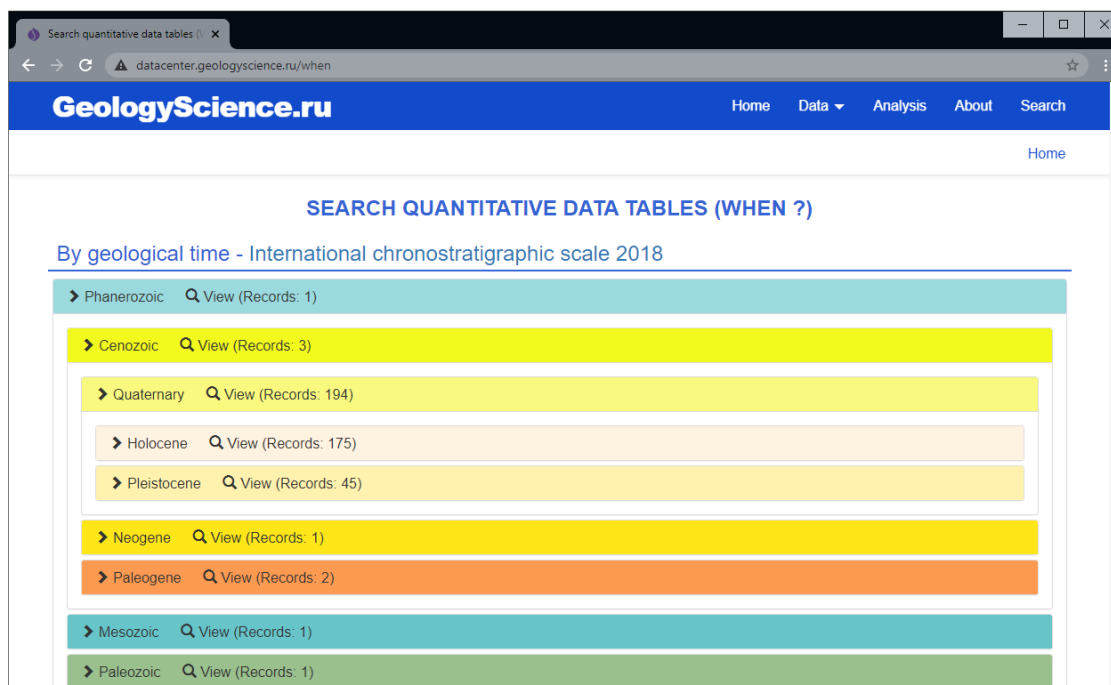 Search quantitative data tables (
datacenter.geologyscience.ru/when
GeologyScience.ru Home Data Analysis About Search
Home
SEARCH QUANTITATIVE DATA TABLES (WHEN ?)
By geological time - International chronostratigraphic scale 2018
Phanerozoic View (Records: 1)
Cenozoic View (Records: 3)
Quaternary View (Records: 194)
Holocene View (Records: 175)
Pleistocene View (Records: 45)
Neogene View (Records: 1)
Paleogene View (Records: 2)
Mesozoic View (Records: 1)
Paleozoic View (Records: 1)